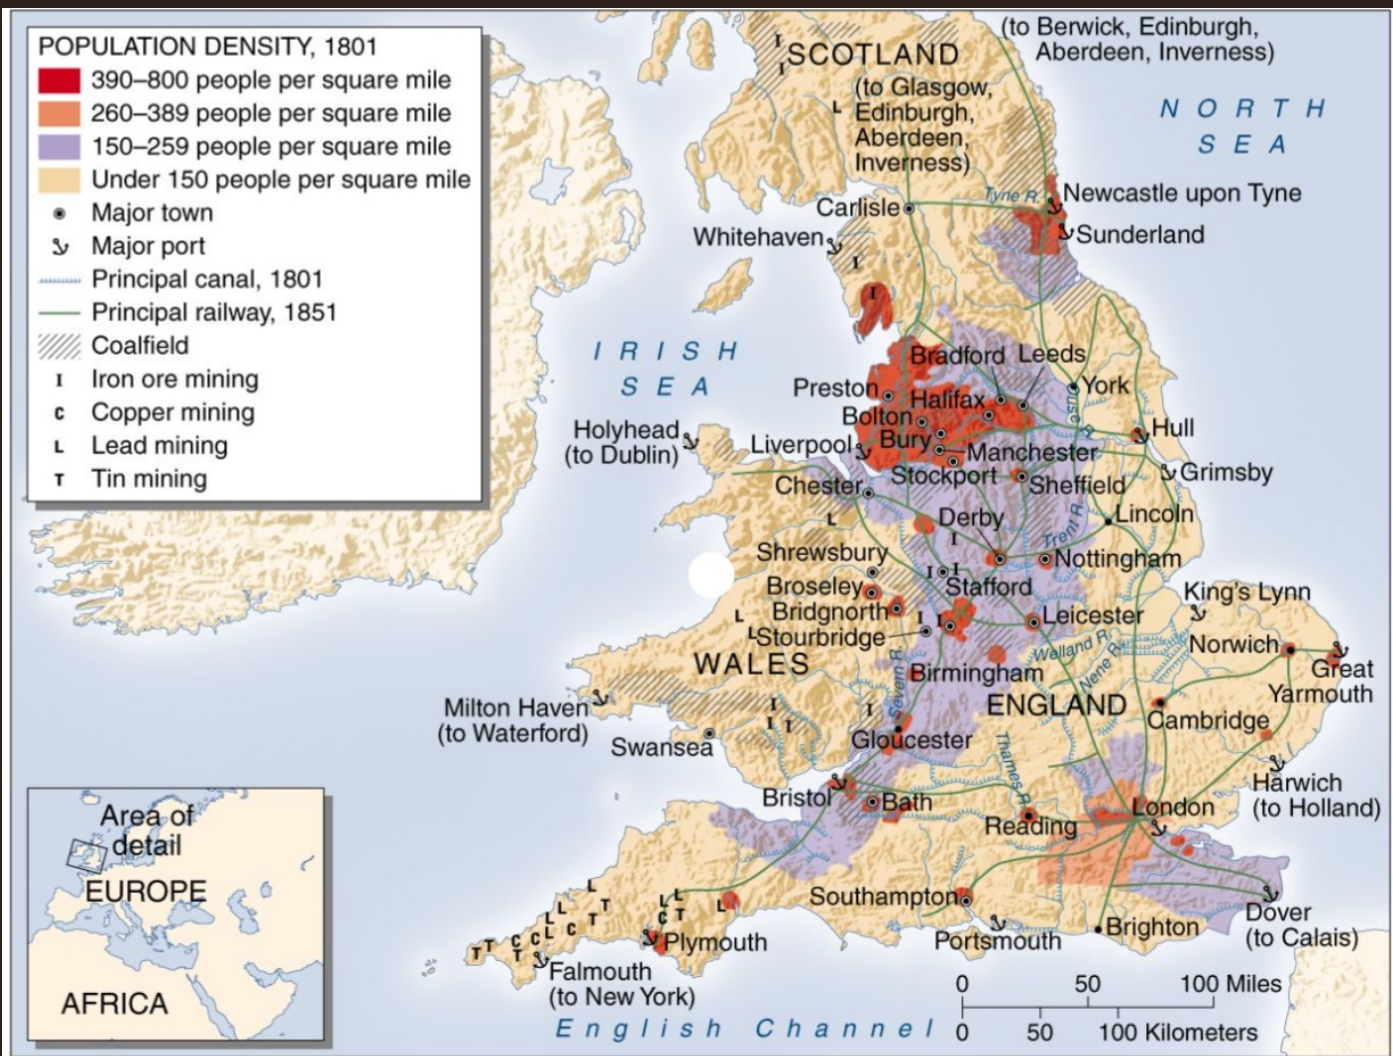 POPULATION DENSITY, 1801
390–800 people per square mile
260–389 people per square mile
150–259 people per square mile
Under 150 people per square mile
Major town
Major port
Principal canal, 1801
Principal railway, 1851
Coalfield
I Iron ore mining
C Copper mining
L Lead mining
T Tin mining
(to Berwick, Edinburgh,
Aberdeen, Inverness)
SCOTLAND
(to Glasgow,
Edinburgh,
Aberdeen,
Inverness)
NORTH
SEA
Tyne R.
Newcastle upon Tyne
Carlisle
Whitehaven
Sunderland
IRISH
SEA
Bradford
Leeds
Preston
York
Halifax
Bolton
Hull
Holyhead
(to Dublin)
Liverpool
Bury
Manchester
Stockport
Grimsby
Chester
Sheffield
Derby
Lincoln
Trent R.
Shrewsbury
Nottingham
Broseley
Stafford
King's Lynn
Bridgnorth
Leicester
Stourbridge
Welland R.
Norwich
Nene R.
WALES
Birmingham
Great
Yarmouth
Severn R.
ENGLAND
Milton Haven
(to Waterford)
Cambridge
Swansea
Gloucester
Thames R.
Harwich
(to Holland)
Bristol
Bath
London
Reading
Southampton
Dover
(to Calais)
Portsmouth
Brighton
Plymouth
Falmouth
(to New York)
English Channel
Area of
detail
EUROPE
AFRICA
0 50 100 Miles
0 50 100 Kilometers